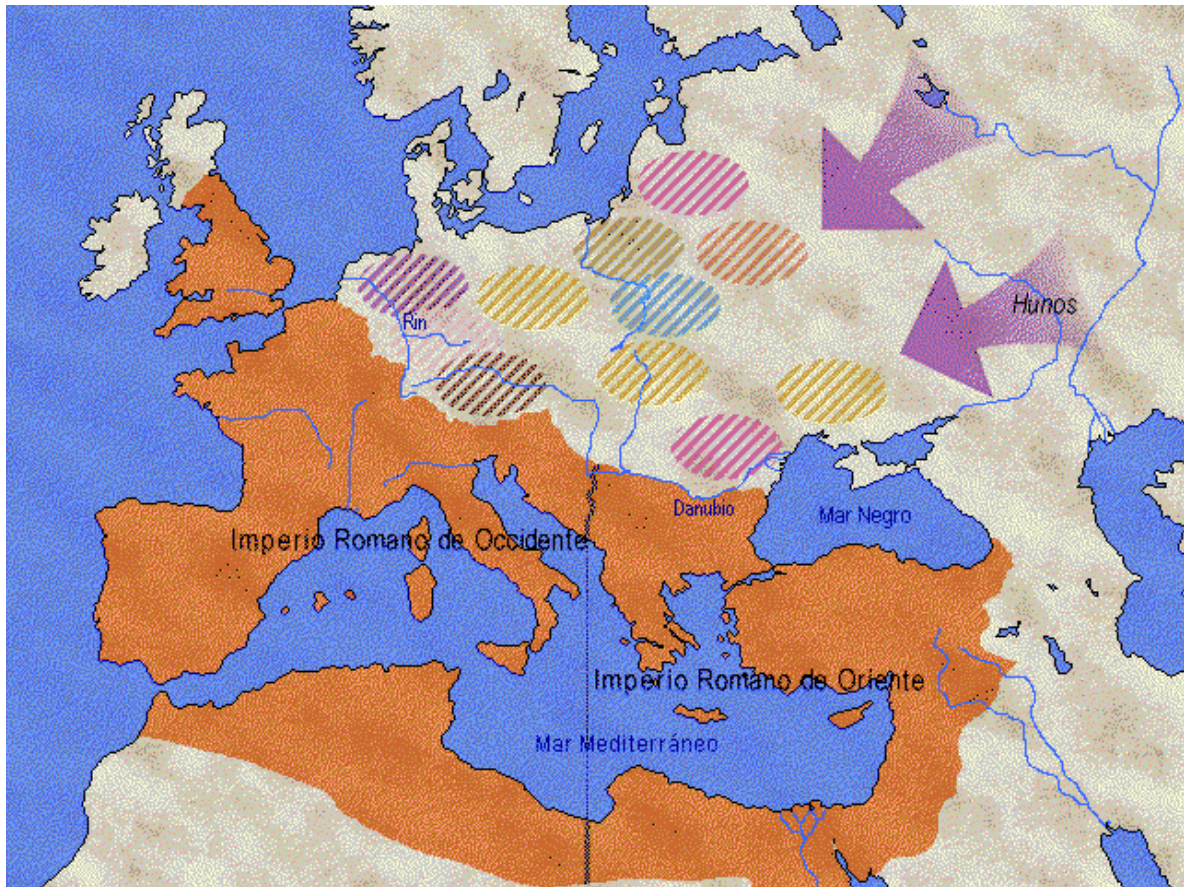 Hunos
Rin
Danubio
Mar Negro
Imperio Romano de Occidente
Imperio Romano de Oriente
Mar Mediterráneo